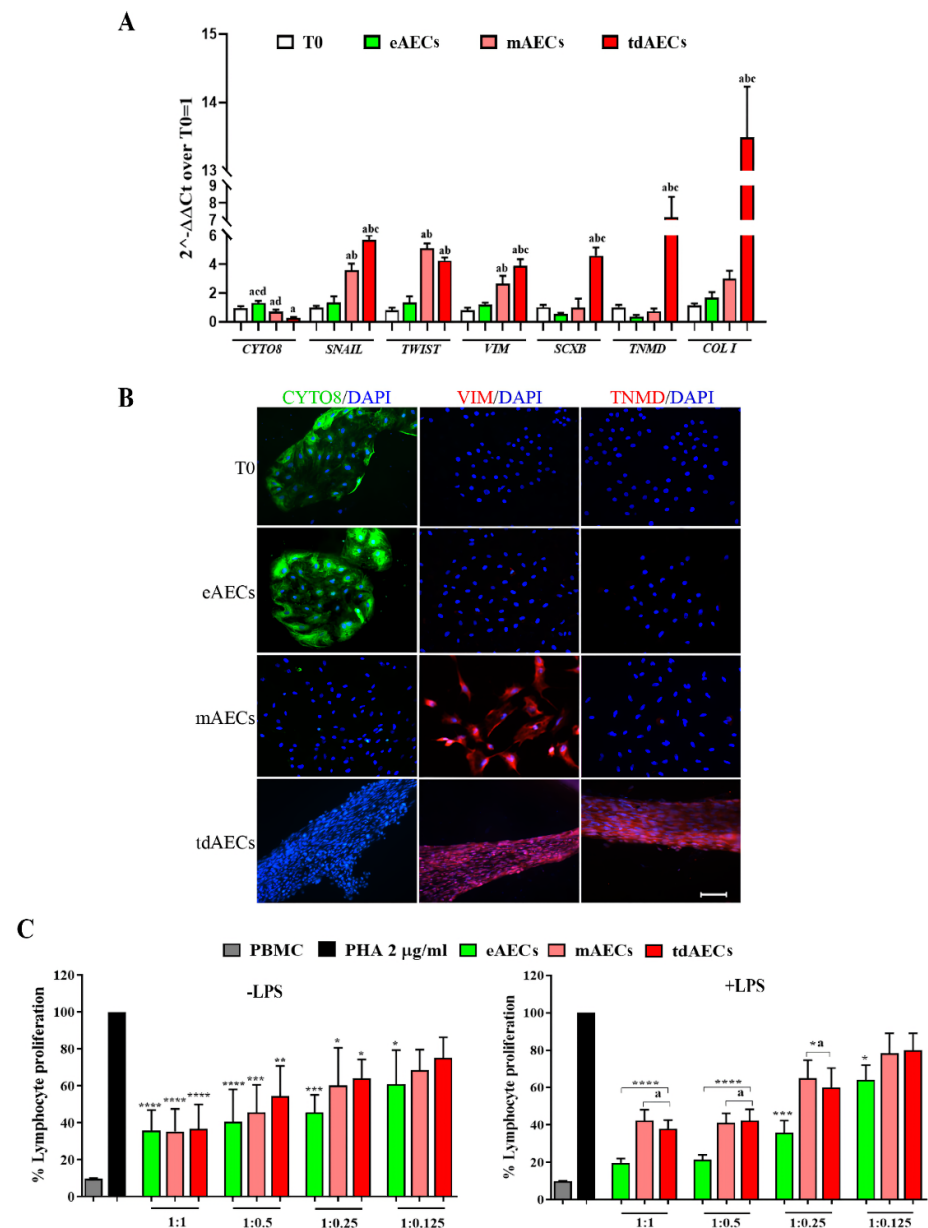 A
T0 eAECs mAECs tdAECs
2^-ΔΔCt over T0=1
15
14
13
9
8
7
6
4
2
0
acd ad a
ab abc
ab ab
ab abc
abc
abc
abc
CYTO8 SNAIL TWIST VIM SCXB TNMD COL I
B
CYTO8/DAPI VIM/DAPI TNMD/DAPI
T0
eAECs
mAECs
tdAECs
C
PBMC PHA 2 μg/ml eAECs mAECs tdAECs
-LPS
% Lymphocyte proliferation
120
100
80
60
40
20
0
**** **** ****
**** *** **
*** * *
*
1:1 1:0.5 1:0.25 1:0.125
+LPS
% Lymphocyte proliferation
120
100
80
60
40
20
0
**** a
**** a
*** *a
*
1:1 1:0.5 1:0.25 1:0.125